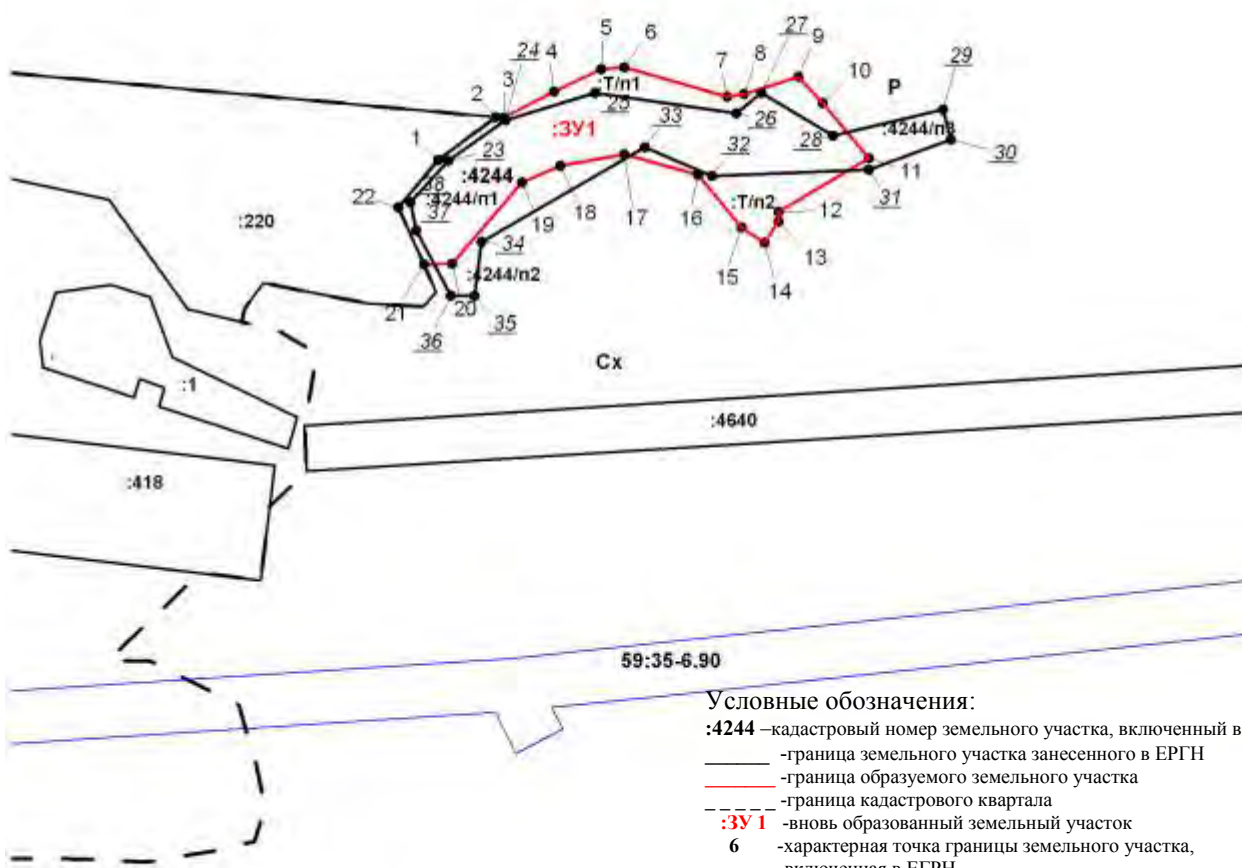 5
6
27
9
24
4
3
7
8
10
29
2
:Т/п1
Р
25
26
:ЗУ1
33
28
:4244/п3
1
23
32
30
:4244
11
38
:4244/п1
31
22
18
17
16
:Т/п2
12
19
:220
37
34
13
15
14
:4244/п2
21
20
35
36
Сх
:1
:4640
:418
59:35-6.90
Условные обозначения:
:4244 –кадастровый номер земельного участка, включенный в
-граница земельного участка занесенного в ЕРГН
-граница образуемого земельного участка
-граница кадастрового квартала
:ЗУ 1 -вновь образованный земельный участок
6 -характерная точка границы земельного участка,
включенная в ЕГРН